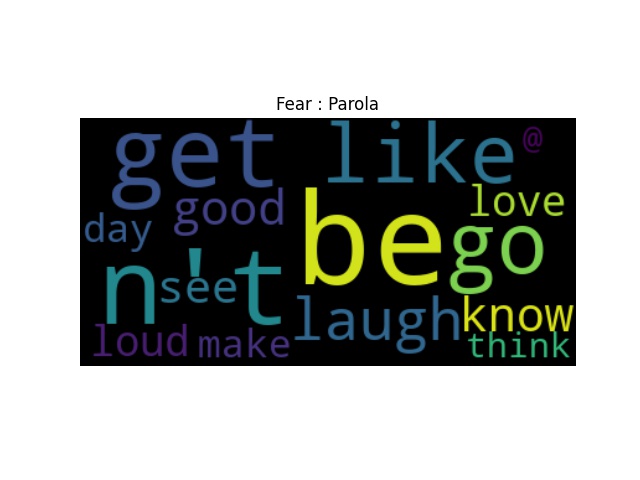 Fear : Parola
get like @
good love
day be go
n't see
laugh know
loud make think